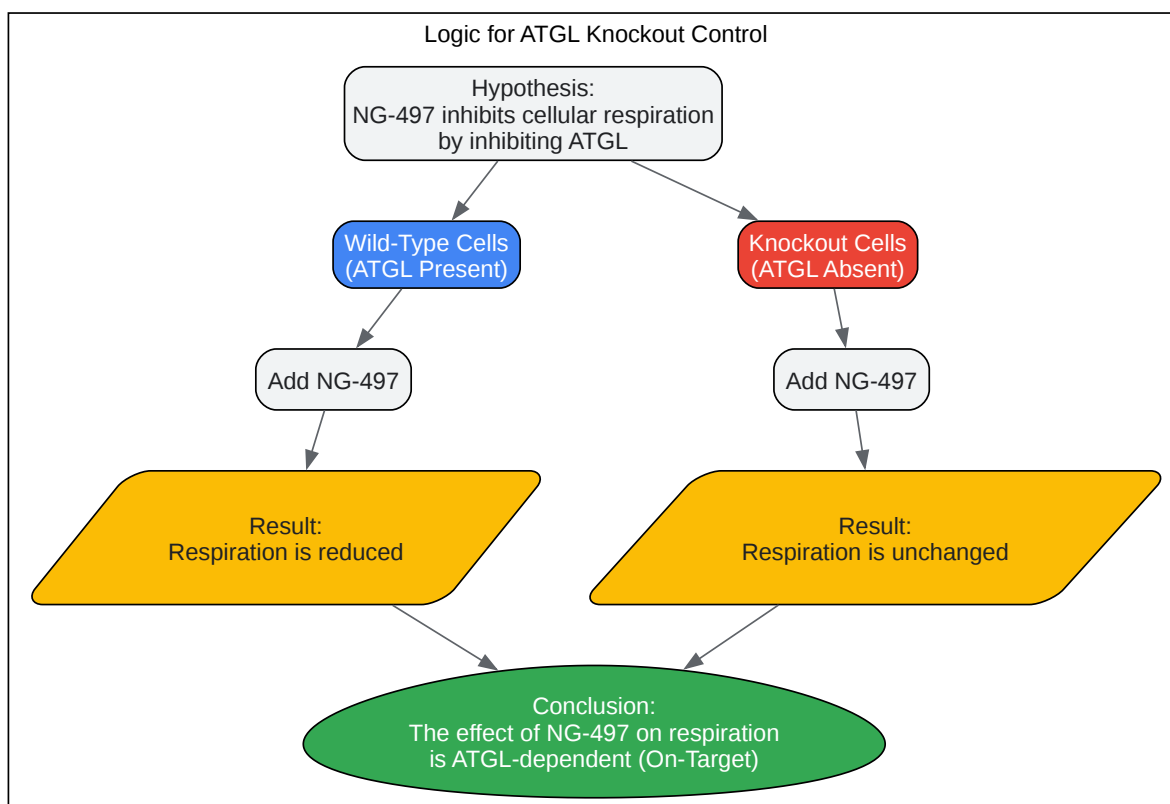 Logic for ATGL Knockout Control
Hypothesis:
NG-497 inhibits cellular respiration
by inhibiting ATGL
Wild-Type Cells
(ATGL Present)
Knockout Cells
(ATGL Absent)
Add NG-497
Add NG-497
Result:
Respiration is reduced
Result:
Respiration is unchanged
Conclusion:
The effect of NG-497 on respiration
is ATGL-dependent (On-Target)